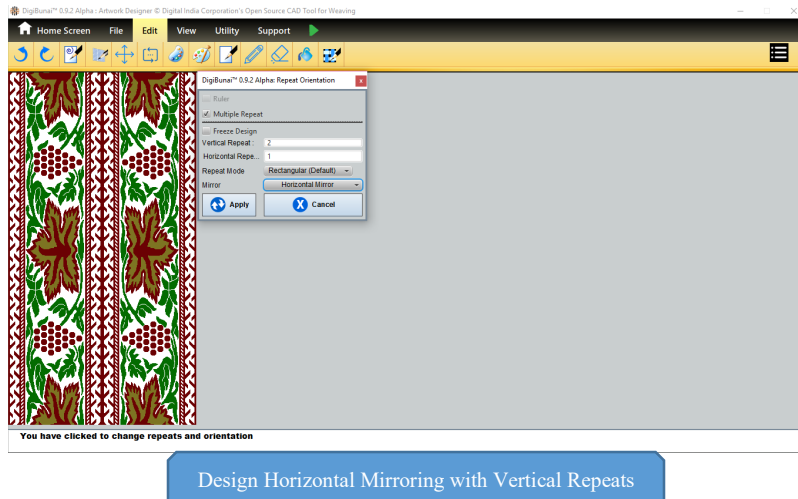 DigiBunai™ 0.9.2 Alpha : Artwork Designer © Digital India Corporation's Open Source CAD Tool for Weaving
Home Screen File Edit View Utility Support
DigiBunai™ 0.9.2 Alpha: Repeat Orientation x
Ruler
Multiple Repeat
Freeze Design
Vertical Repeat : 2
Horizontal Repe... 1
Repeat Mode Rectangular (Default)
Mirror Horizontal Mirror
Apply X Cancel
You have clicked to change repeats and orientation
Design Horizontal Mirroring with Vertical Repeats